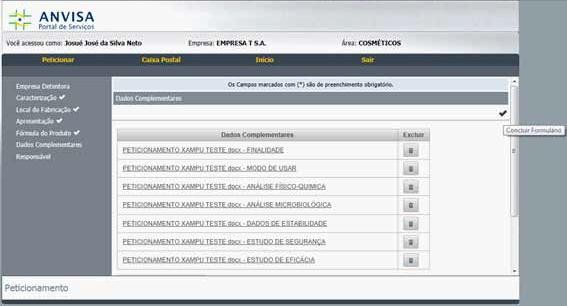 ANVISA
Portal de Serviços
Você acessou como: Josué José da Silva Neto Empresa: EMPRESA T S.A. Área: COSMÉTICOS
Peticionar Caixa Postal Início Sair
Empresa Detentora
Caracterização
Local de Fabricação
Apresentação
Fórmula do Produto
Dados Complementares
Responsável
Os Campos marcados com (*) são de preenchimento obrigatório.
Dados Complementares
Concluir Formulário
Dados Complementares Excluir
PETICIONAMENTO XAMPU TESTE docx - FINALIDADE
PETICIONAMENTO XAMPU TESTE docx - MODO DE USAR
PETICIONAMENTO XAMPU TESTE docx - ANÁLISE FÍSICO-QUIMICA
PETICIONAMENTO XAMPU TESTE docx - ANÁLISE MICROBIOLÓGICA
PETICIONAMENTO XAMPU TESTE docx - DADOS DE ESTABILIDADE
PETICIONAMENTO XAMPU TESTE docx - ESTUDO DE SEGURANÇA
PETICIONAMENTO XAMPU TESTE docx - ESTUDO DE EFICÁCIA
Peticionamento